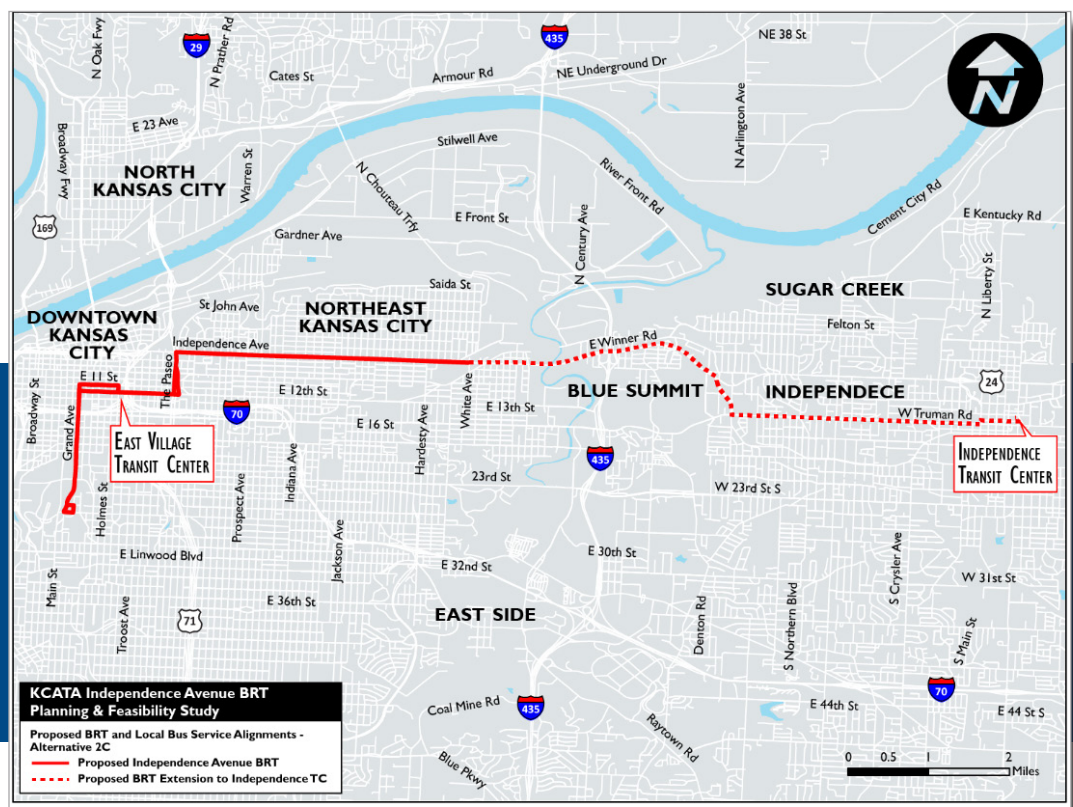 N Oak Fwy
29
N Prather Rd
Cates St
Armour Rd
435
NE Underground Dr
NE 38 St
N
N Arlington Ave
E 23 Ave
Broadway Fwy
Warren St
Stilwell Ave
NORTH
KANSAS CITY
N Chouteau Trfy
River Front Rd
Cement City Rd
169
E Front St
N Century Ave
E Kentucky Rd
Gardner Ave
N Liberty St
Saida St
SUGAR CREEK
St John Ave
NORTHEAST
KANSAS CITY
DOWNTOWN
KANSAS
CITY
Felton St
Independence Ave
E Winner Rd
The Paseo
E 11 St
E 12th St
White Ave
BLUE SUMMIT
INDEPENDECE
24
Broadway St
Grand Ave
70
E 13th St
W Truman Rd
E 16 St
Hardesty Ave
EAST VILLAGE
TRANSIT CENTER
INDEPENDENCE
TRANSIT CENTER
435
Holmes St
Prospect Ave
Indiana Ave
23rd St
W 23rd St S
E Linwood Blvd
Jackson Ave
E 30th St
S Crysler Ave
Main St
E 32nd St
W 31st St
Troost Ave
E 36th St
71
EAST SIDE
Denton Rd
S Northern Blvd
S Main St
70
Coal Mine Rd
435
Raytown Rd
E 44th St
E 44 St S
Blue Pkwy
KCATA Independence Avenue BRT
Planning & Feasibility Study
Proposed BRT and Local Bus Service Alignments -
Alternative 2C
Proposed Independence Avenue BRT
Proposed BRT Extension to Independence TC
0 0.5 1 2
Miles